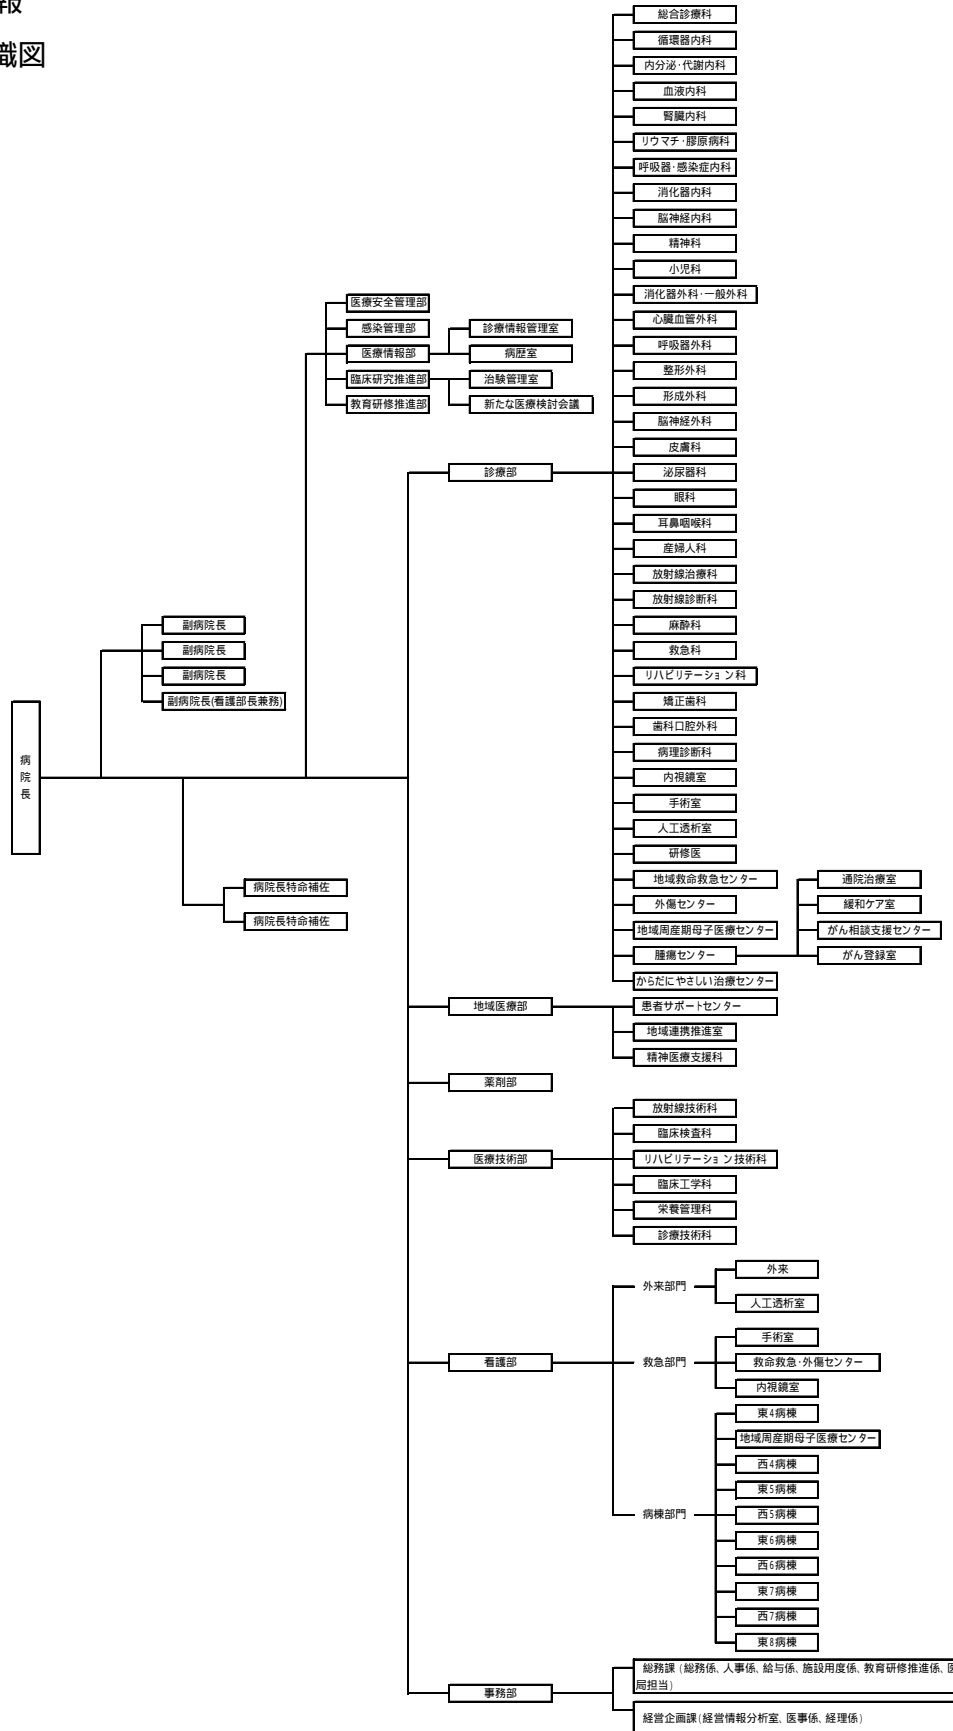 報
織図
総合診療科
循環器内科
内分泌・代謝内科
血液内科
腎臓内科
リウマチ・膠原病科
呼吸器・感染症内科
消化器内科
脳神経内科
精神科
小児科
消化器外科・一般外科
心臓血管外科
呼吸器外科
整形外科
形成外科
脳神経外科
皮膚科
泌尿器科
眼科
耳鼻咽喉科
産婦人科
放射線治療科
放射線診断科
麻酔科
救急科
リハビリテーション科
矯正歯科
歯科口腔外科
病理診断科
内視鏡室
手術室
人工透析室
研修医
地域救命救急センター
外傷センター
地域周産期母子医療センター
腫瘍センター
からだにやさしい治療センター
通院治療室
緩和ケア室
がん相談支援センター
がん登録室
医療安全管理部
感染管理部
医療情報部
臨床研究推進部
教育研修推進部
診療情報管理室
病歴室
治験管理室
新たな医療検討会議
診療部
副病院長
副病院長
副病院長
副病院長(看護部長兼務)
病院長
病院長特命補佐
病院長特命補佐
地域医療部
患者サポートセンター
地域連携推進室
精神医療支援科
薬剤部
医療技術部
放射線技術科
臨床検査科
リハビリテーション技術科
臨床工学科
栄養管理科
診療技術科
看護部
外来部門
外来
人工透析室
救急部門
手術室
救命救急・外傷センター
内視鏡室
病棟部門
東4病棟
地域周産期母子医療センター
西4病棟
東5病棟
西5病棟
東6病棟
西6病棟
東7病棟
西7病棟
東8病棟
事務部
総務課(総務係、人事係、給与係、施設用度係、教育研修推進係、医
局担当)
経営企画課(経営情報分析室、医事係、経理係)